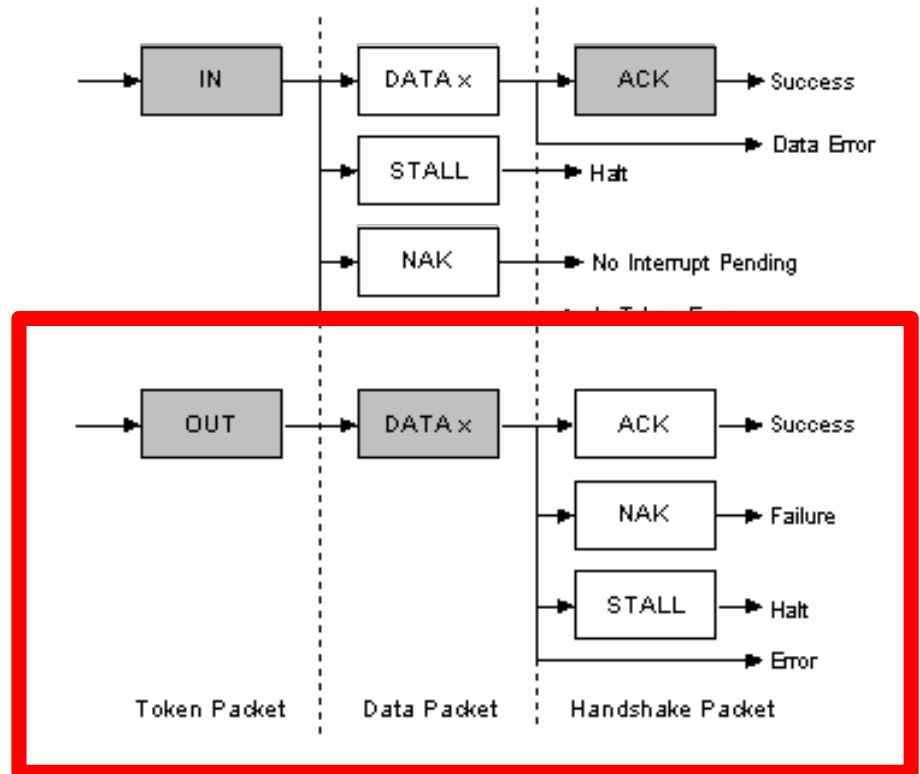 IN DATA x ACK Success
Data Error
STALL Halt
NAK No Interrupt Pending
OUT DATA x ACK Success
NAK Failure
STALL Halt
Error
Token Packet Data Packet Handshake Packet